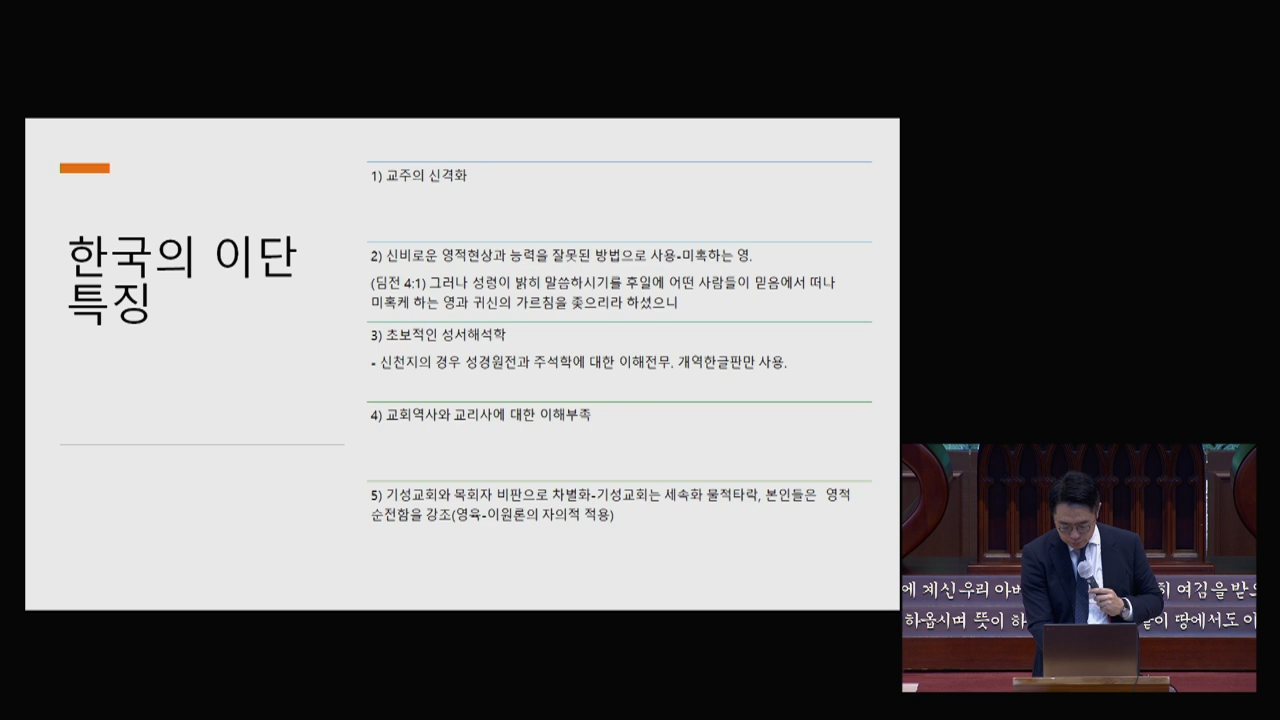 한국의 이단
특징
1) 교주의 신격화
2) 신비로운 영적현상과 능력을 잘못된 방법으로 사용-미혹하는 영.
(딤전 4:1) 그러나 성령이 밝히 말씀하시기를 후일에 어떤 사람들이 믿음에서 떠나
미혹케 하는 영과 귀신의 가르침을 좇으리라 하셨으니
3) 초보적인 성서해석학
- 신천지의 경우 성경원전과 주석학에 대한 이해전무. 개역한글판만 사용.
4) 교회역사와 교리사에 대한 이해부족
5) 기성교회와 목회자 비판으로 차별화-기성교회는 세속화 물적타락, 본인들은 영적
순전함을 강조(영육-이원론의 자의적 적용)
에 계신 우리 아버 여김을 받으
하옵시며 뜻이 하 땅에서도 이